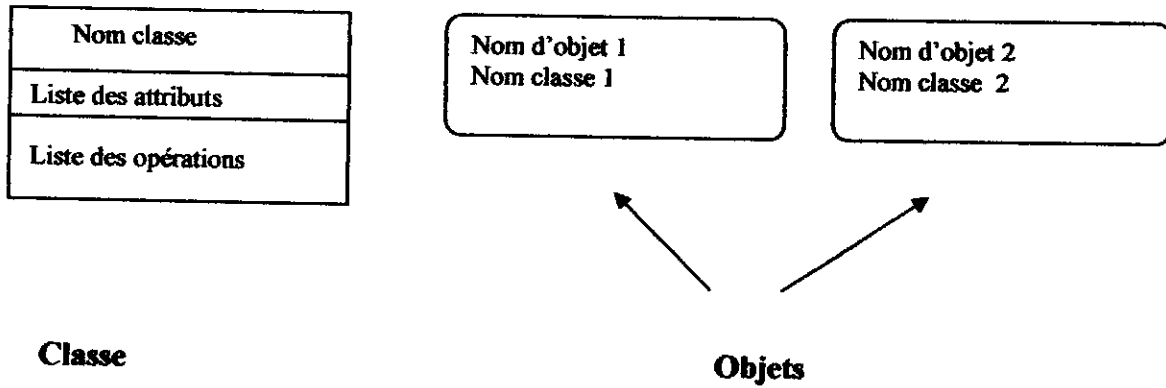 Nom classe
Liste des attributs
Liste des opérations
Nom d'objet 1
Nom classe 1
Nom d'objet 2
Nom classe 2
Classe
Objets